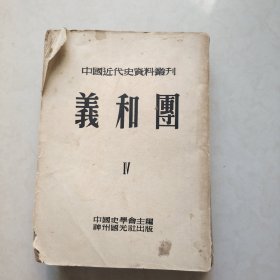 中國近代史資料叢刊
義和團
IV
中國史學會主編
神州國光社出版